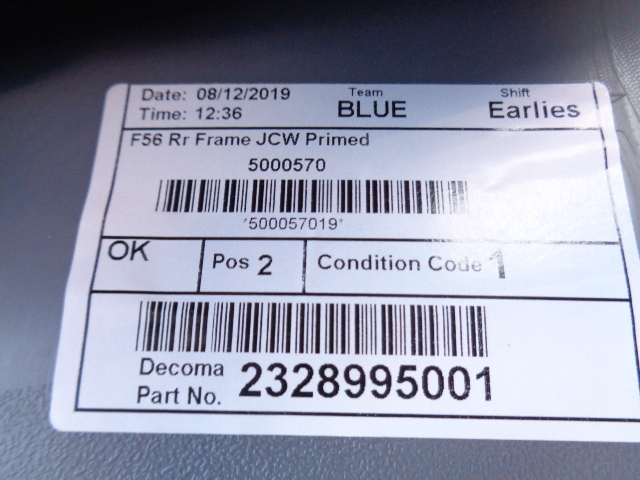 Date: 08/12/2019 Team Shift
Time: 12:36 BLUE Earlies
F56 Rr Frame JCW Primed
5000570
*500057019*
OK Pos 2 Condition Code 1
Decoma
Part No. 2328995001